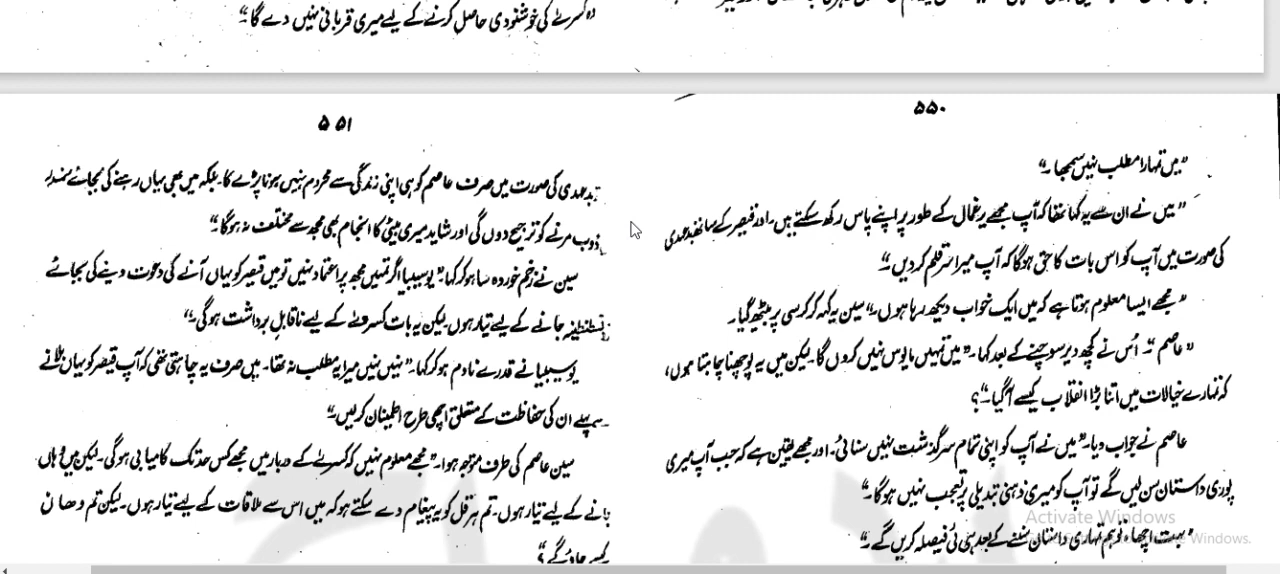 دہ کسریٰ کی خوشنودی حاصل کرنے کے لیے میری قربانی نہیں دے گا۔"
۵۵۰
"میں تمہارا مطلب نہیں سمجھا۔"
"میں نے ان سے یہ کہا تھا کہ آپ مجھے یرغمال کے طور پر اپنے پاس رکھ سکتے ہیں۔ اور قیصر کے ساتھ بدعہدی
کی صورت میں آپ کو اس بات کا حق ہوگا کہ آپ میرا سر قلم کر دیں۔"
"مجھے ایسا معلوم ہوتا ہے کہ میں ایک خواب دیکھ رہا ہوں۔" سین یہ کہہ کر کرسی پر بیٹھ گیا۔
"عاصم"۔ اُس نے کچھ دیر سوچنے کے بعد کہا۔ "میں تمہیں مایوس نہیں کروں گا۔ لیکن میں یہ پوچھنا چاہتا ہوں،
کہ تمہارے خیالات میں اتنا بڑا انقلاب کیسے آگیا۔"؟
عاصم نے جواب دیا۔ "میں نے آپ کو اپنی تمام سرگذشت نہیں سنائی۔ اور مجھے یقین ہے کہ جب آپ میری
پوری داستان سن لیں گے تو آپ کو میری ذہنی تبدیلی پر تعجب نہیں ہوگا۔"
"بہت اچھا، تو ہم تمہاری داستان سننے کے بعد ہی کوئی فیصلہ کریں گے۔"
۵۵۱
بدعہدی کی صورت میں صرف عاصم کو ہی اپنی زندگی سے محروم نہیں ہونا پڑے گا۔ بلکہ میں بھی یہاں رہنے کی بجائے سمندر
ڈوب مرنے کو ترجیح دوں گی اور شاید میری بیٹی کا انجام بھی مجھ سے مختلف نہ ہوگا۔"
سین نے زخم خوردہ سا ہو کر کہا۔ "یوسیبیا اگر تمہیں مجھ پر اعتماد نہیں تو میں قیصر کو یہاں آنے کی دعوت دینے کی بجائے
قسطنطنیہ جانے کے لیے تیار ہوں۔ لیکن یہ بات کسریٰ کے لیے ناقابل برداشت ہوگی۔"
یوسیبیا نے قدرے نادم ہو کر کہا۔ "نہیں نہیں میرا یہ مطلب نہ تھا۔ میں صرف یہ چاہتی تھی کہ آپ قیصر کو یہاں بلانے
سے پہلے ان کی حفاظت کے متعلق اچھی طرح اطمینان کر لیں۔"
سین عاصم کی طرف متوجہ ہوا۔ "مجھے معلوم نہیں کہ کسریٰ کے دربار میں مجھے کس حد تک کامیابی ہوگی۔ لیکن میں وہاں
جانے کے لیے تیار ہوں۔ تم ہرقل کو یہ پیغام دے سکتے ہو کہ میں اس سے ملاقات کے لیے تیار ہوں۔ لیکن تم وہاں
کیسے جاؤ گے؟"
Activate Windows
Windows.